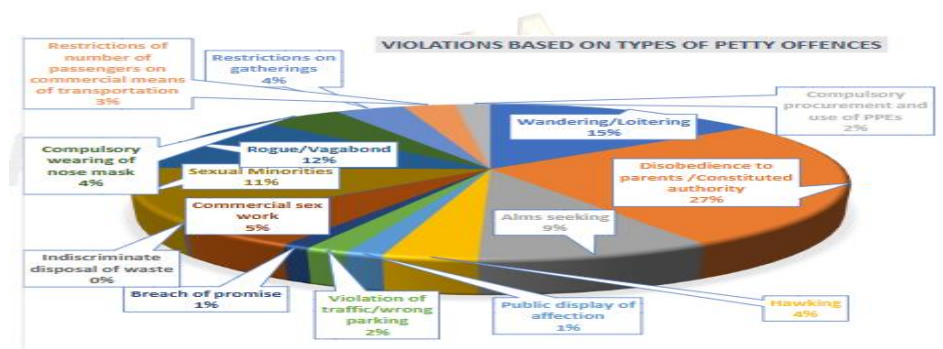 VIOLATIONS BASED ON TYPES OF PETTY OFFENCES
Restrictions of
number of
passengers on
commercial means
of transportation
3%
Restrictions on
gatherings
4%
Compulsory
procurement and
use of PPEs
2%
Wandering/Loitering
15%
Compulsory
wearing of
nose mask
4%
Rogue/Vagabond
12%
Sexual Minorities
11%
Disobedience to
parents /Constituted
authority
27%
Commercial sex
work
5%
Alms seeking
9%
Indiscriminate
disposal of waste
0%
Breach of promise
1%
Violation of
traffic/wrong
parking
2%
Public display of
affection
1%
Hawking
4%